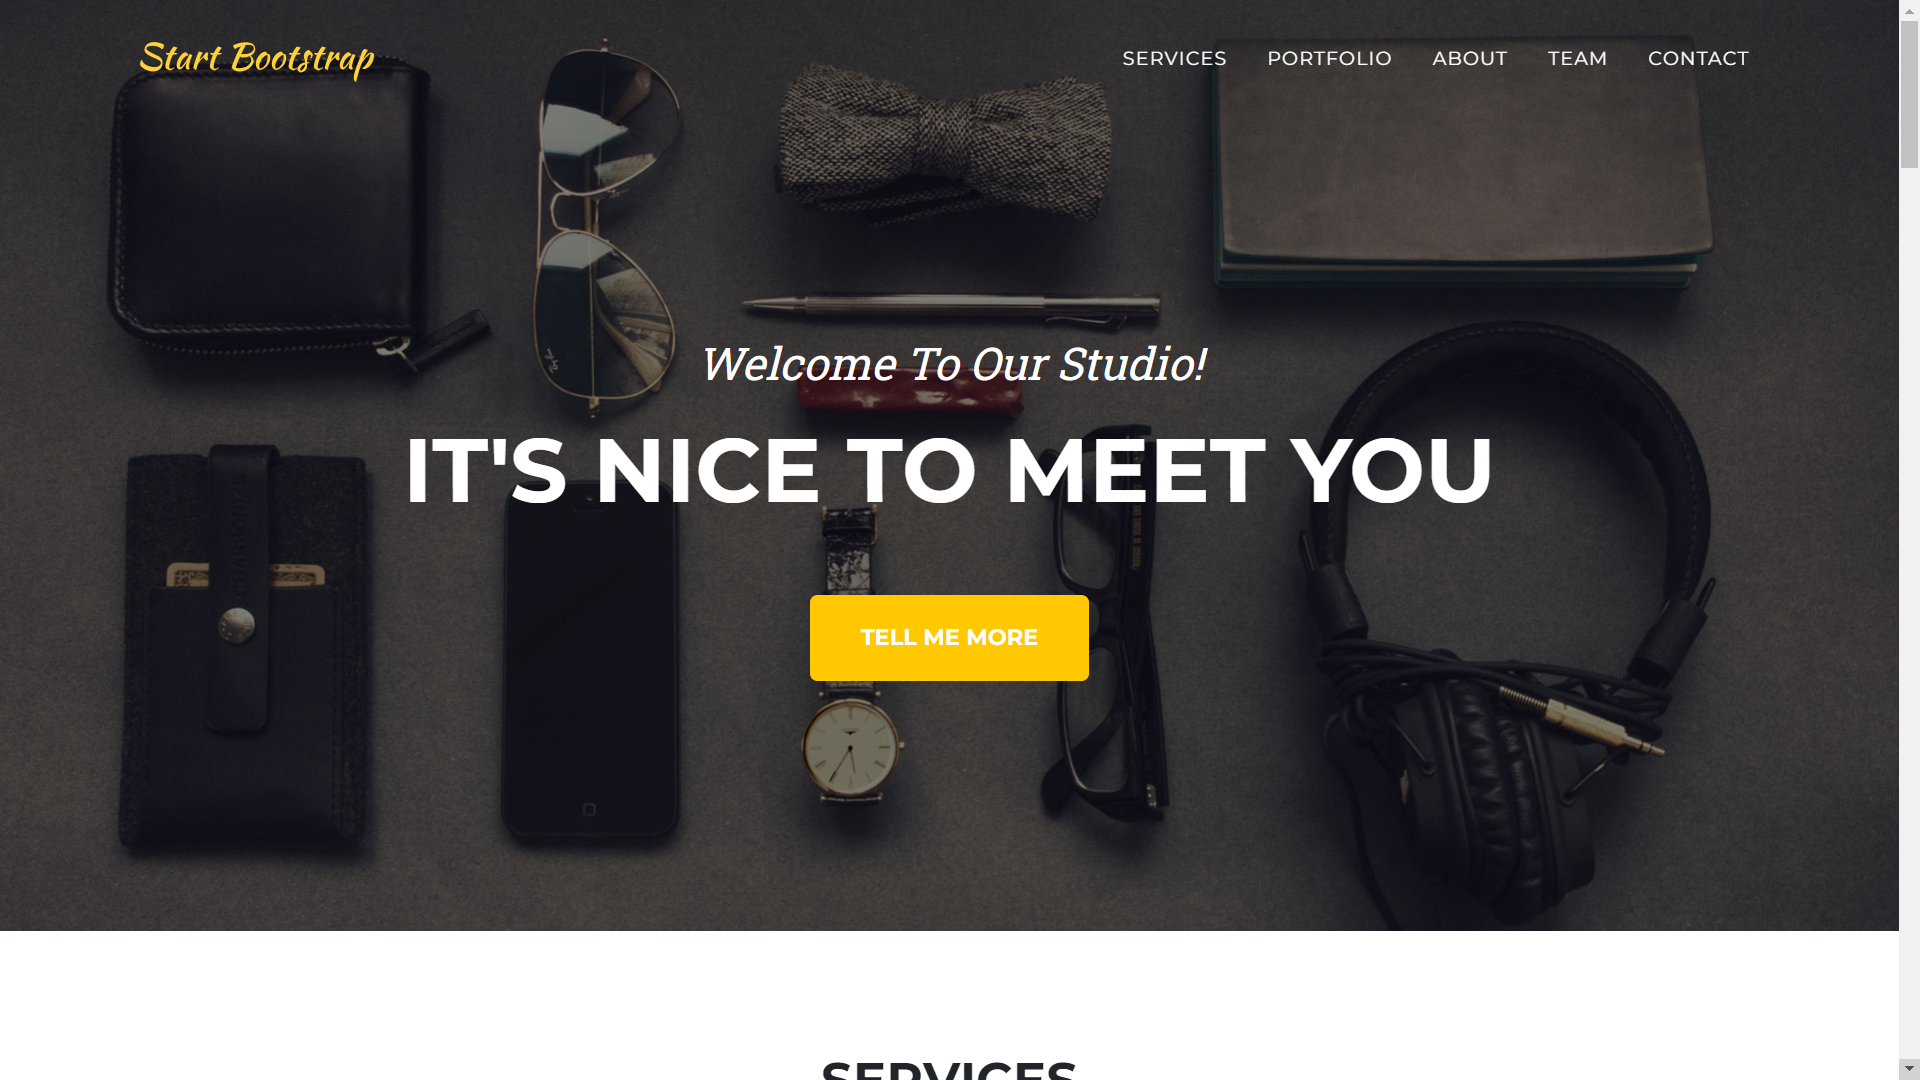 Start Bootstrap
SERVICES PORTFOLIO ABOUT TEAM CONTACT
Welcome To Our Studio!
IT'S NICE TO MEET YOU
TELL ME MORE
SERVICES